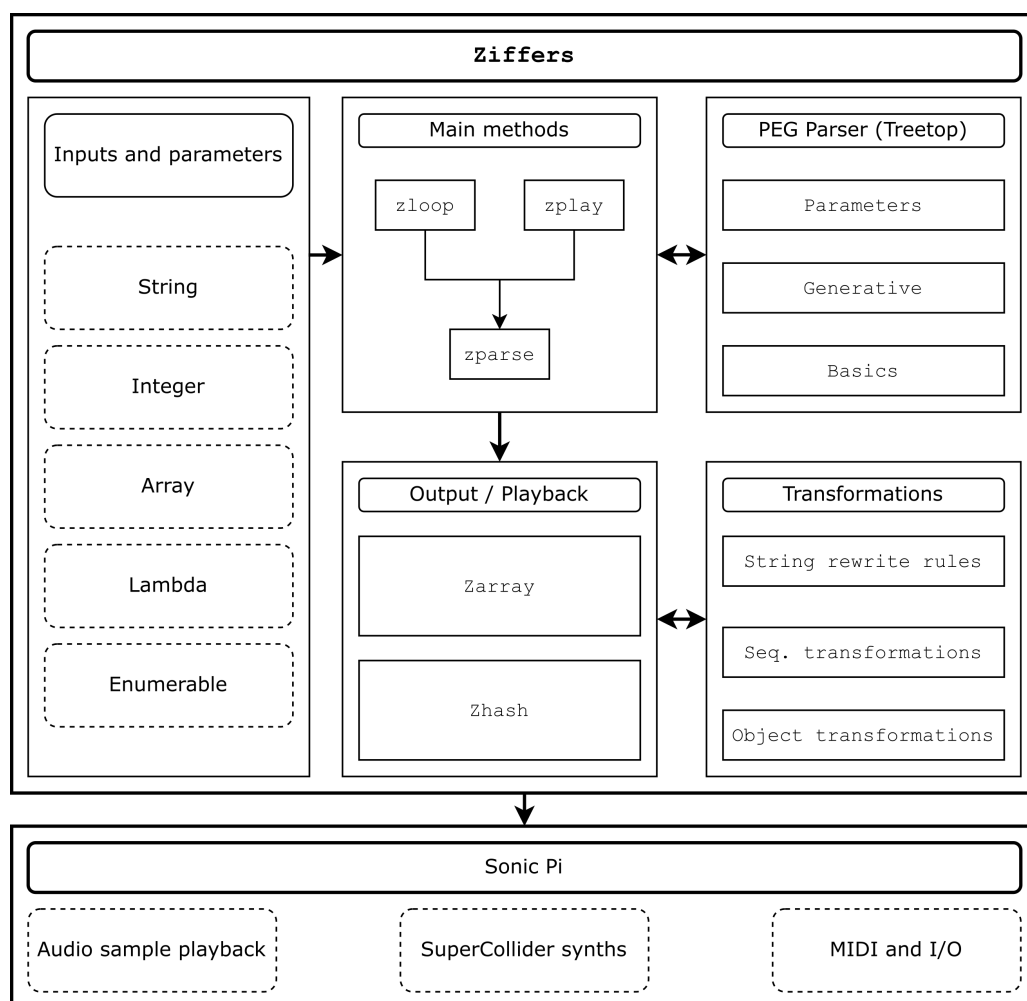 Ziffers
Inputs and parameters
String
Integer
Array
Lambda
Enumerable
Main methods
zloop
zplay
zparse
PEG Parser (Treetop)
Parameters
Generative
Basics
Output / Playback
Zarray
Zhash
Transformations
String rewrite rules
Seq. transformations
Object transformations
Sonic Pi
Audio sample playback
SuperCollider synths
MIDI and I/O